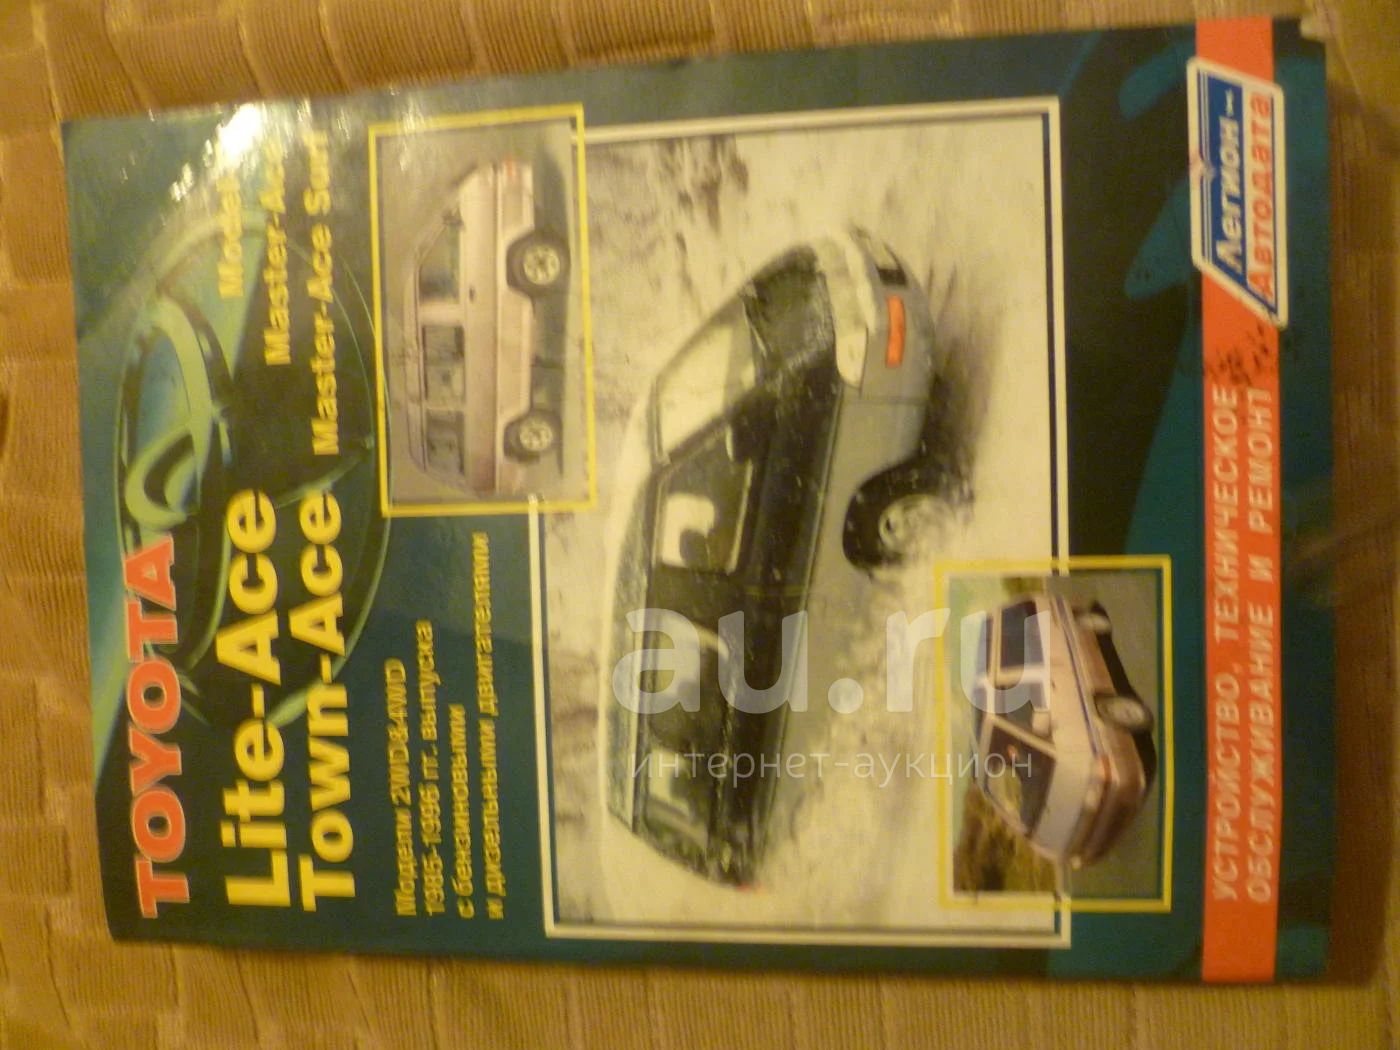 TOYOTA
Lite-Ace
Town-Ace
Master-Ace
Master-Ace Surf
Модели 2WD&4WD
1985-1996 гг. выпуска
с бензиновыми
и дизельными двигателями
au.ru
интернет-аукцион
УСТРОЙСТВО, ТЕХНИЧЕСКОЕ
ОБСЛУЖИВАНИЕ И РЕМОНТ
Легион-
Автодата